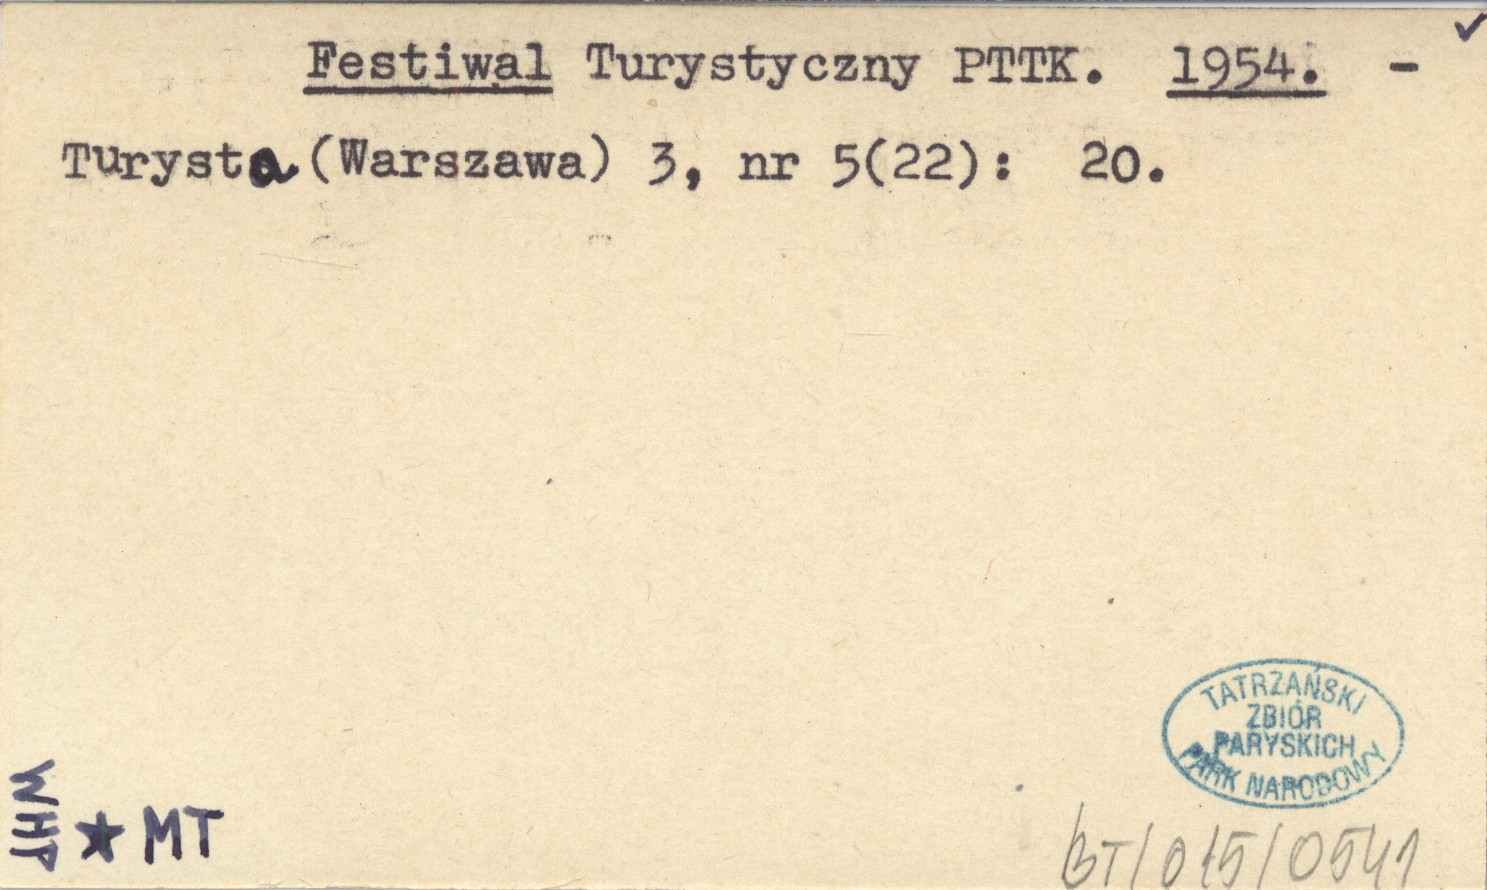 Festiwal Turystyczny PTTK. 1954. -
Turysta (Warszawa) 3, nr 5(22): 20.
TATRZAŃSKI
ZBIÓR
PARYSKICH
PARK NARODOWY
WHP
★ MT
BT/015/0541